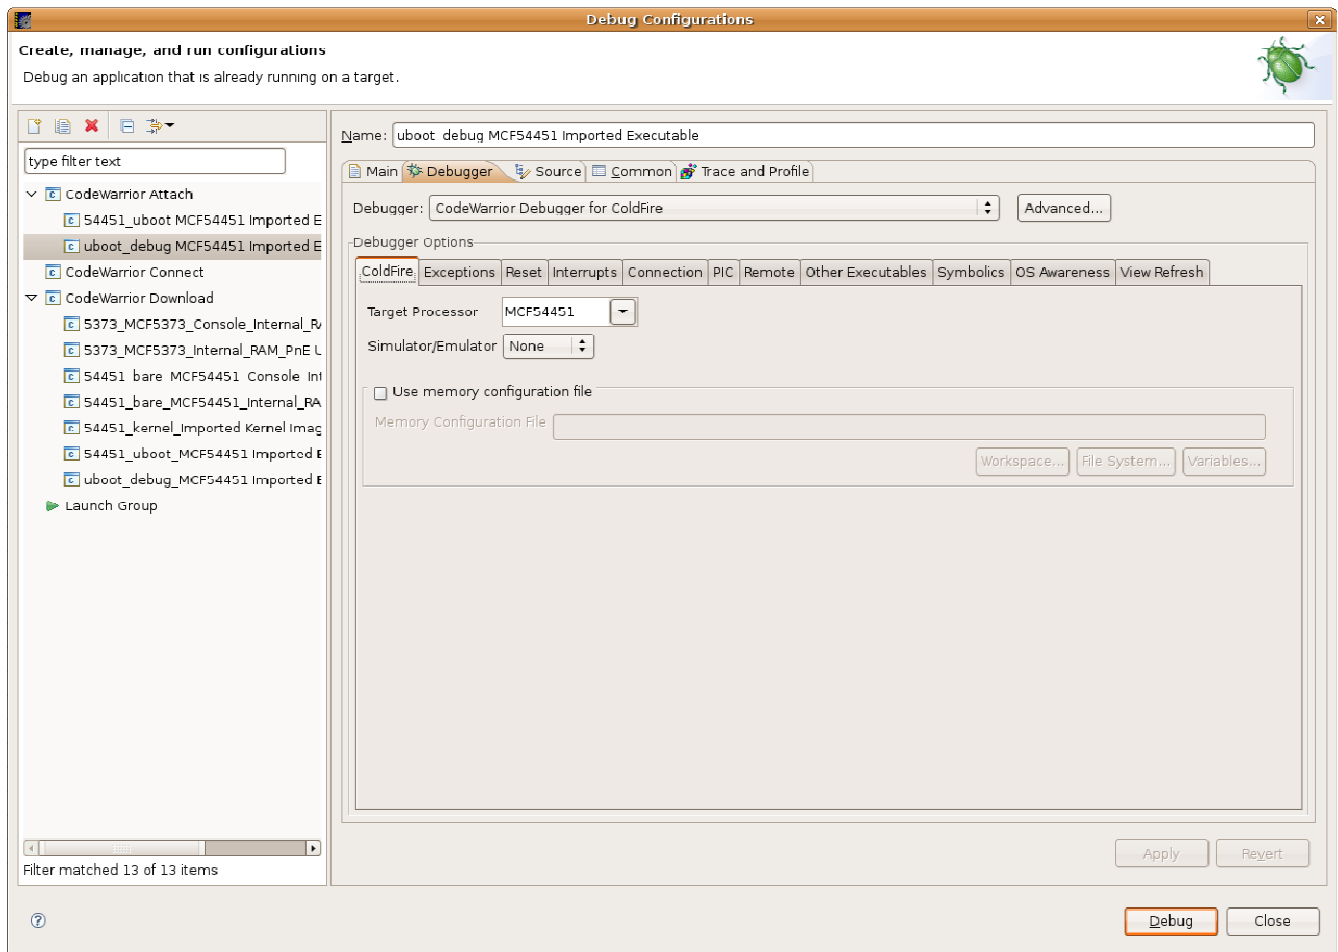 Debug Configurations
Create, manage, and run configurations
Debug an application that is already running on a target.
type filter text
CodeWarrior Attach
54451_uboot MCF54451 Imported E
uboot_debug MCF54451 Imported E
CodeWarrior Connect
CodeWarrior Download
5373_MCF5373_Console_Internal_RA
5373_MCF5373_Internal_RAM_PnE U
54451_bare_MCF54451_Console_Int
54451_bare_MCF54451_Internal_RA
54451_kernel_Imported Kernel Imag
54451_uboot_MCF54451 Imported E
uboot_debug_MCF54451 Imported E
Launch Group
Filter matched 13 of 13 items
Name: uboot_debug MCF54451 Imported Executable
Main Debugger Source Common Trace and Profile
Debugger: CodeWarrior Debugger for ColdFire Advanced...
Debugger Options
ColdFire Exceptions Reset Interrupts Connection PIC Remote Other Executables Symbolics OS Awareness View Refresh
Target Processor MCF54451
Simulator/Emulator None
Use memory configuration file
Memory Configuration File
Workspace... File System... Variables...
Apply Revert
? Debug Close